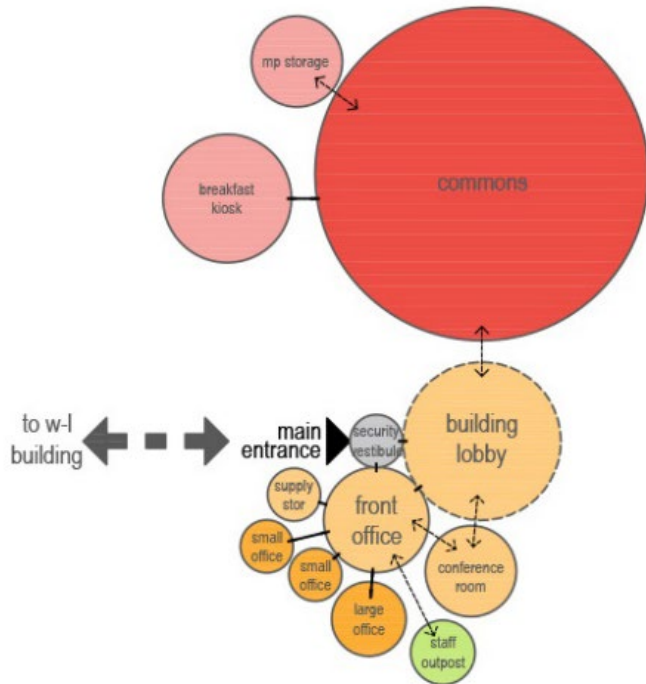 mp storage
commons
breakfast
kiosk
to w-l
building
main
entrance
security
vestibule
building
lobby
supply
stor
front
office
small
office
small
office
large
office
conference
room
staff
outpost